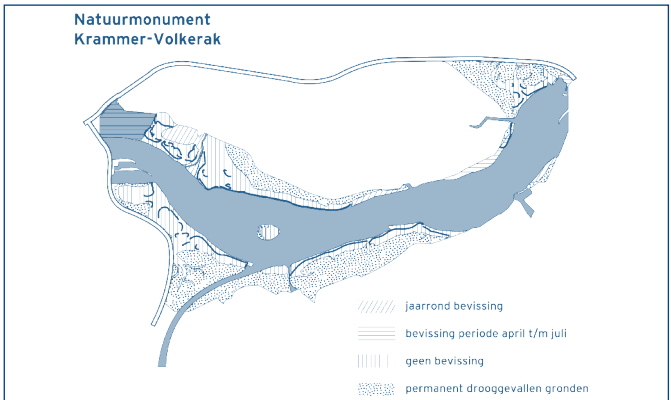 Natuurmonument
Krammer-Volkerak
jaarrond bevissing
bevissing periode april t/m juli
geen bevissing
permanent drooggevallen gronden